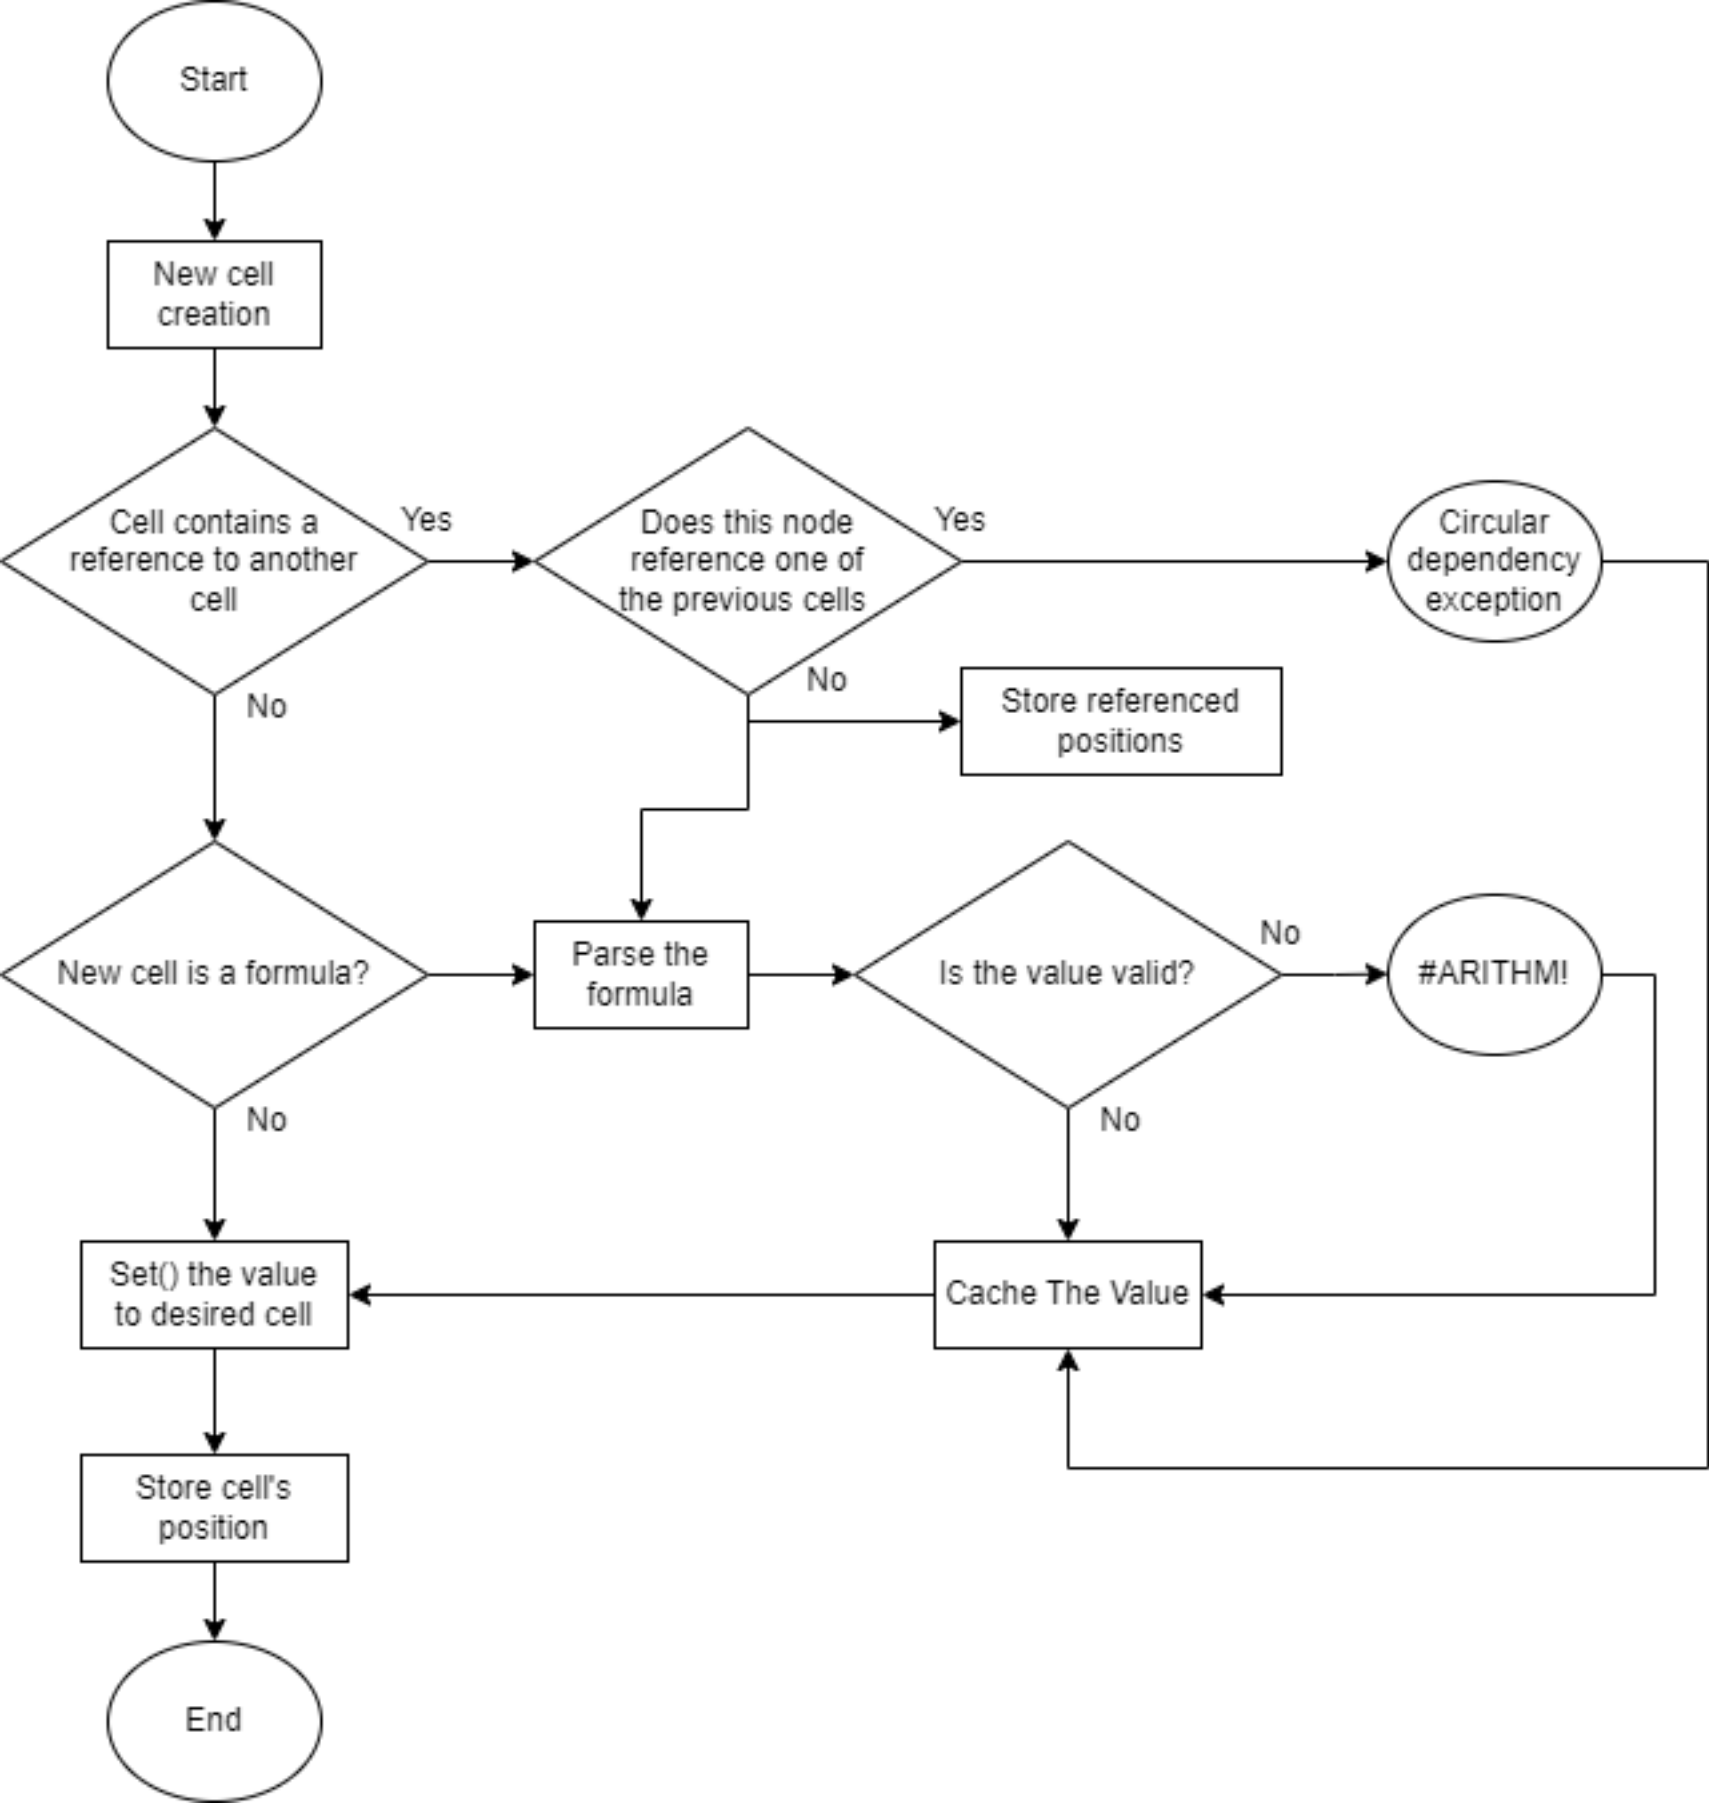 Start
New cell
creation
Cell contains a
reference to another
cell
Yes
Does this node
reference one of
the previous cells
Yes
Circular
dependency
exception
No
No
Store referenced
positions
New cell is a formula?
Parse the
formula
Is the value valid?
No
#ARITHM!
No
No
Set() the value
to desired cell
Cache The Value
Store cell's
position
End